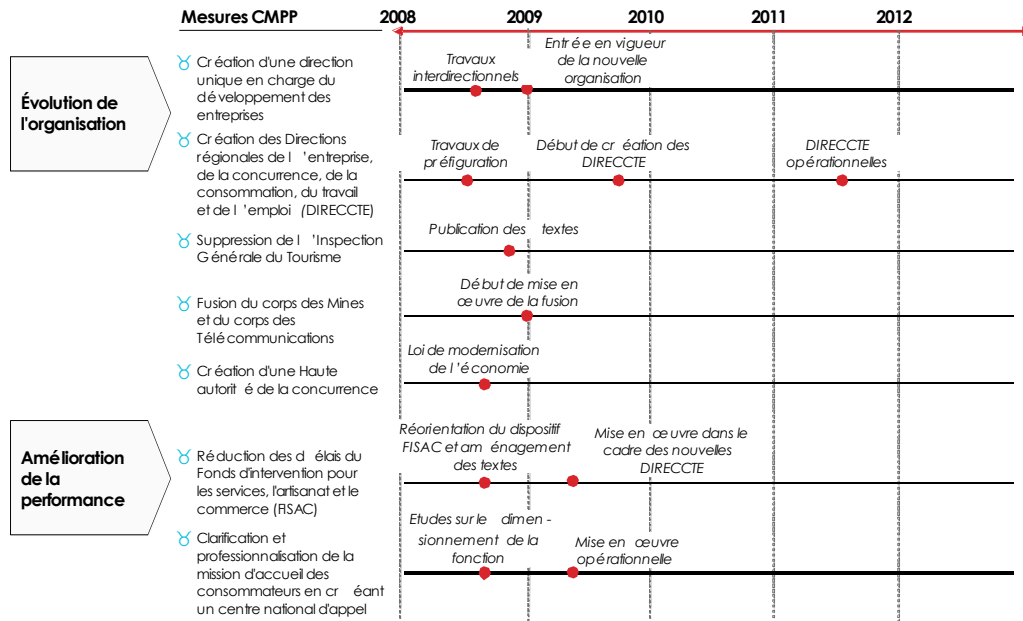 Mesures CMPP 2008 2009 2010 2011 2012
Évolution de
l'organisation
Création d'une direction
unique en charge du
développement des
entreprises
Travaux
interdirectionnels
Entrée en vigueur
de la nouvelle
organisation
Création des Directions
régionales de l'entreprise,
de la concurrence, de la
consommation, du travail
et de l'emploi (DIRECCTE)
Travaux de
préfiguration
Début de création des
DIRECCTE
DIRECCTE
opérationnelles
Suppression de l'Inspection
Générale du Tourisme
Publication des textes
Fusion du corps des Mines
et du corps des
Télécommunications
Début de mise en
œuvre de la fusion
Création d'une Haute
autorité de la concurrence
Loi de modernisation
de l'économie
Amélioration
de la
performance
Réduction des délais du
Fonds d'intervention pour
les services, l'artisanat et le
commerce (FISAC)
Réorientation du dispositif
FISAC et aménagement
des textes
Mise en œuvre dans le
cadre des nouvelles
DIRECCTE
Clarification et
professionnalisation de la
mission d'accueil des
consommateurs en créant
un centre national d'appel
Etudes sur le dimen-
sionnement de la
fonction
Mise en œuvre
opérationnelle